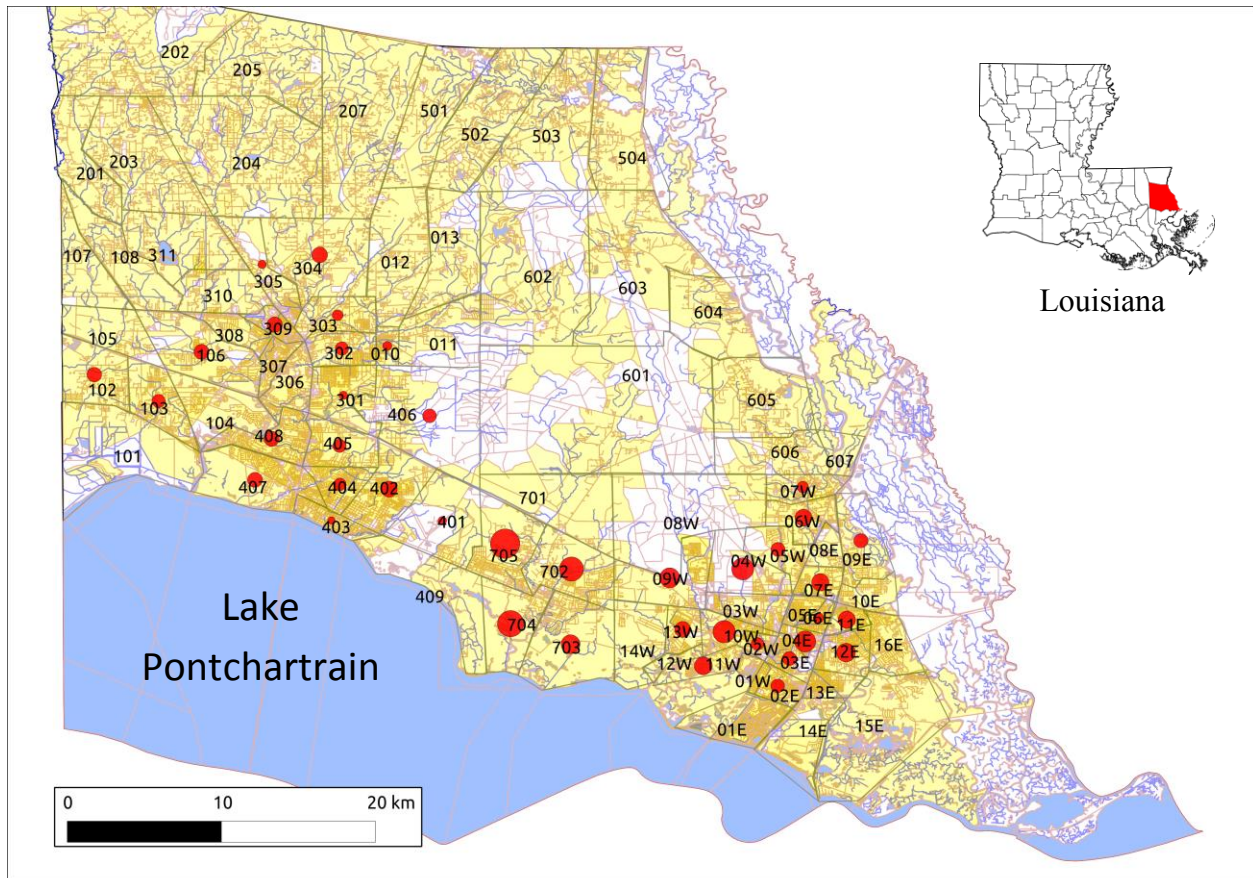 202
205
207
501
502
503
504
203
201
204
013
107
108
311
304
012
305
602
603
310
604
105
308
309
303
011
106
302
010
307
601
306
102
301
605
103
406
104
408
405
606
101
607
407
404
402
701
07W
403
401
08W
06W
08E
09E
705
702
05W
04W
09W
409
07E
10E
03W
05E
06E
11E
704
13W
10W
04E
16E
703
14W
02W
12E
12W
11W
03E
01W
02E
13E
01E
14E
15E
Lake
Pontchartrain
Louisiana
0 10 20 km